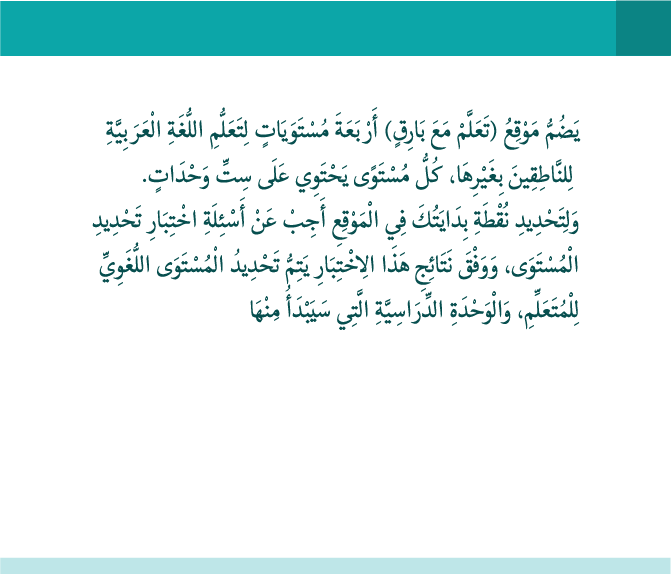 يَضُمُّ مَوْقِعُ (تَعَلَّمْ مَعَ بَارِقٍ) أَرْبَعَةَ مُسْتَوَيَاتٍ لِتَعَلُّمِ اللُّغَةِ الْعَرَبِيَّةِ
لِلنَّاطِقِينَ بِغَيْرِهَا، كُلُّ مُسْتَوًى يَحْتَوِي عَلَى سِتِّ وَحْدَاتٍ.
وَلِتَحْدِيدِ نُقْطَةِ بِدَايَتُكَ فِي الْمَوْقِعِ أَجِبْ عَنْ أَسْئِلَةِ اخْتِبَارِ تَحْدِيدِ
الْمُسْتَوَى، وَوَفْقَ نَتَائِجِ هَذَا الِاخْتِبَارِ يَتِمُّ تَحْدِيدُ الْمُسْتَوَى اللُّغَوِيِّ
لِلْمُتَعَلِّمِ، وَالْوَحْدَةِ الدِّرَاسِيَّةِ الَّتِي سَيَبْدَأُ مِنْهَا